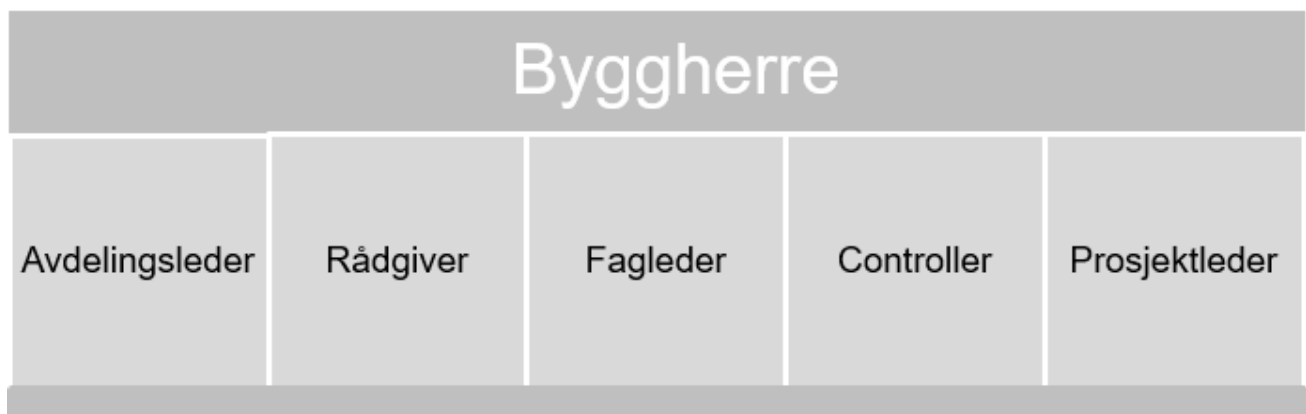 Byggherre
Avdelingsleder
Rådgiver
Fagleder
Controller
Prosjektleder